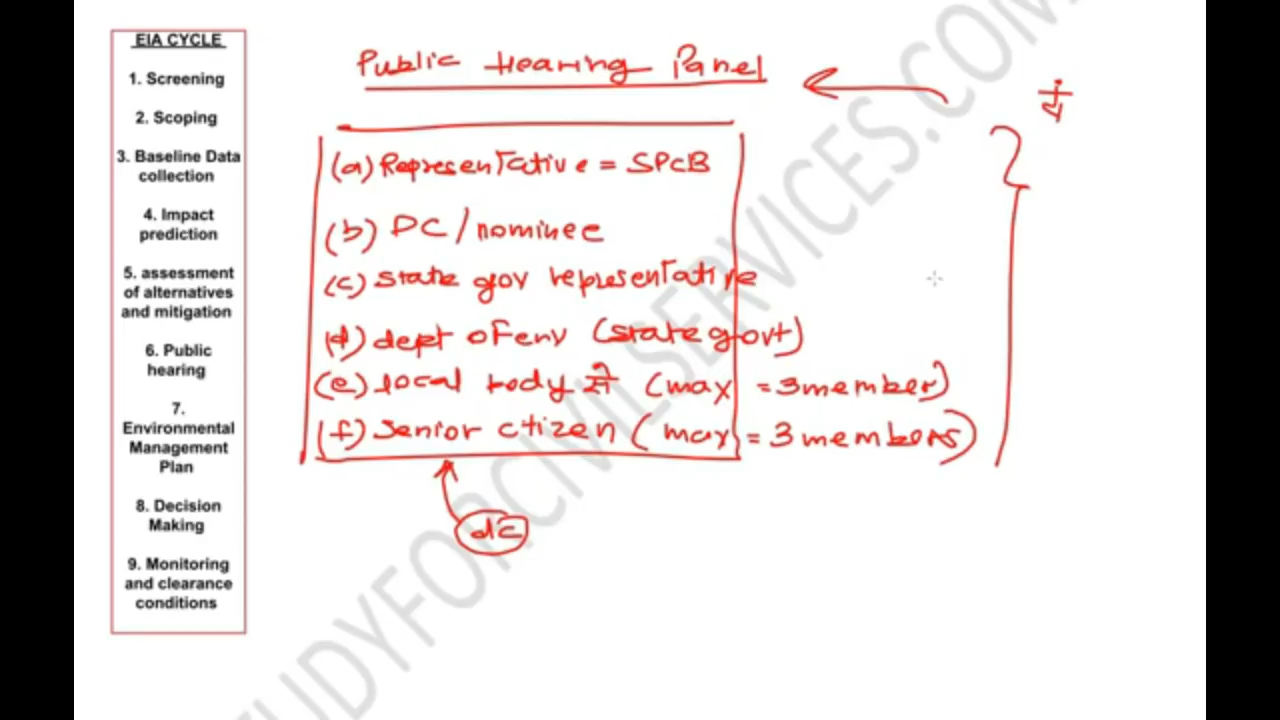 EIA CYCLE
1. Screening
2. Scoping
3. Baseline Data
collection
4. Impact
prediction
5. assessment
of alternatives
and mitigation
6. Public
hearing
7.
Environmental
Management
Plan
8. Decision
Making
9. Monitoring
and clearance
conditions
Public Hearing Panel
(a) Representative = SPCB
(b) DC/nominee
(c) state gov representative
(d) dept of env (state govt)
(e) local body से (max = 3 member)
(f) Senior citizen (max = 3 members)
dc
STUDYFORCIVILSERVICES.COM